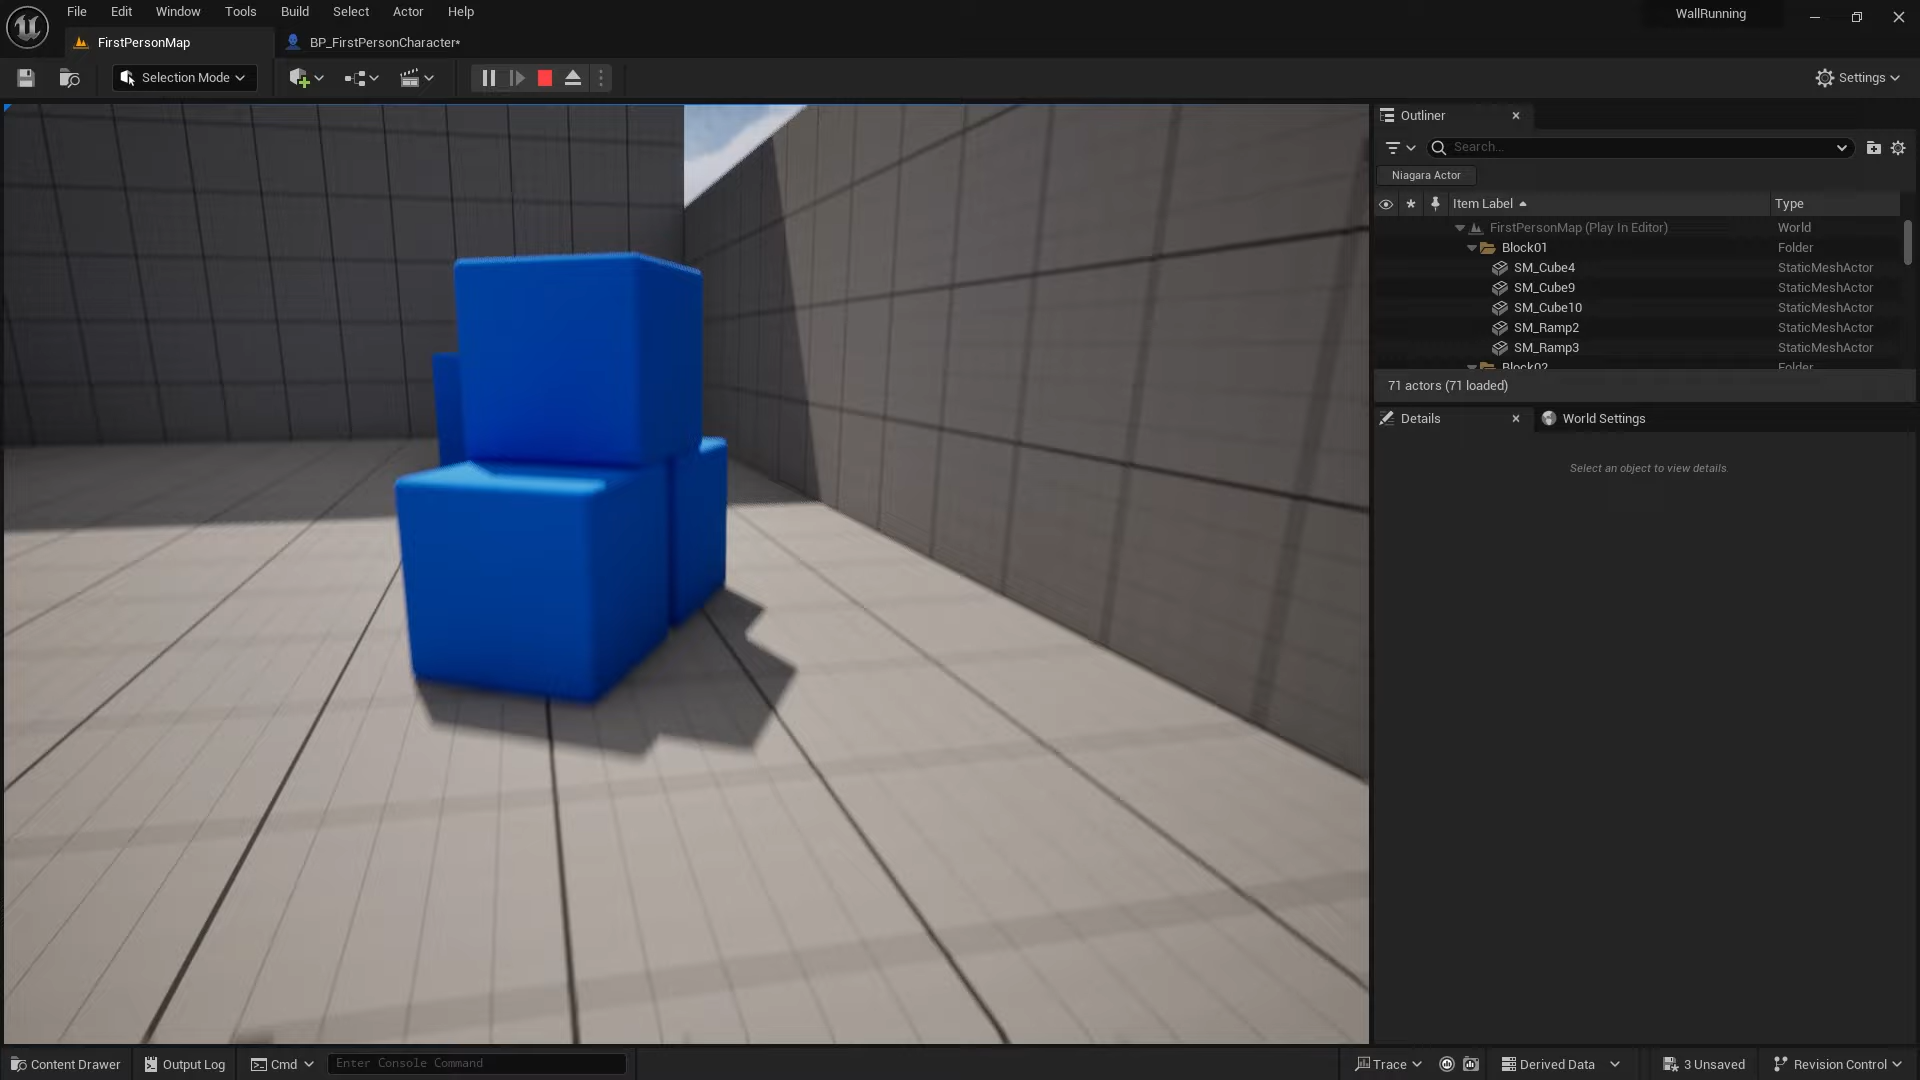 File Edit Window Tools Build Select Actor Help
WallRunning
FirstPersonMap
BP_FirstPersonCharacter*
Selection Mode
Settings
Outliner
Search...
Niagara Actor
Item Label Type
FirstPersonMap (Play In Editor) World
Block01 Folder
SM_Cube4 StaticMeshActor
SM_Cube9 StaticMeshActor
SM_Cube10 StaticMeshActor
SM_Ramp2 StaticMeshActor
SM_Ramp3 StaticMeshActor
Block02 Folder
71 actors (71 loaded)
Details
World Settings
Select an object to view details.
Content Drawer Output Log Cmd Enter Console Command Trace Derived Data 3 Unsaved Revision Control